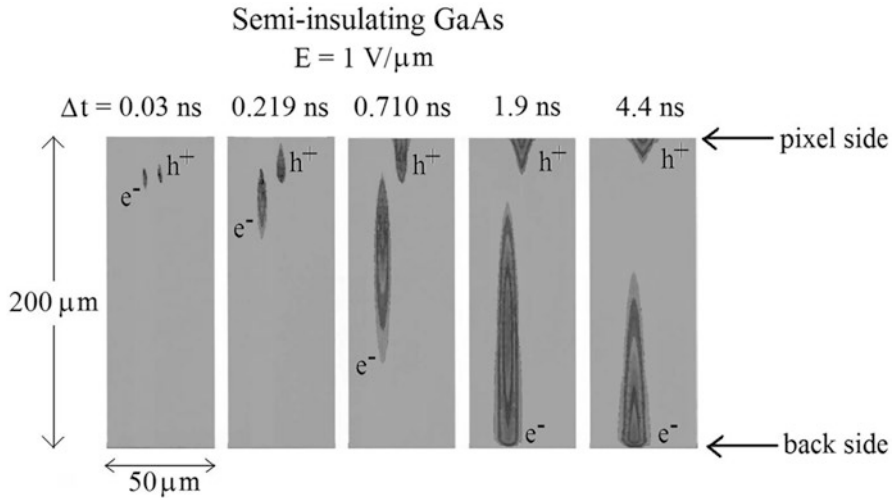 Semi-insulating GaAs
E = 1 V/μm
Δt = 0.03 ns 0.219 ns 0.710 ns 1.9 ns 4.4 ns
pixel side
h⁺ h⁺ h⁺ h⁺ h⁺
e⁻ e⁻ e⁻ e⁻ e⁻
200 μm
back side
50 μm